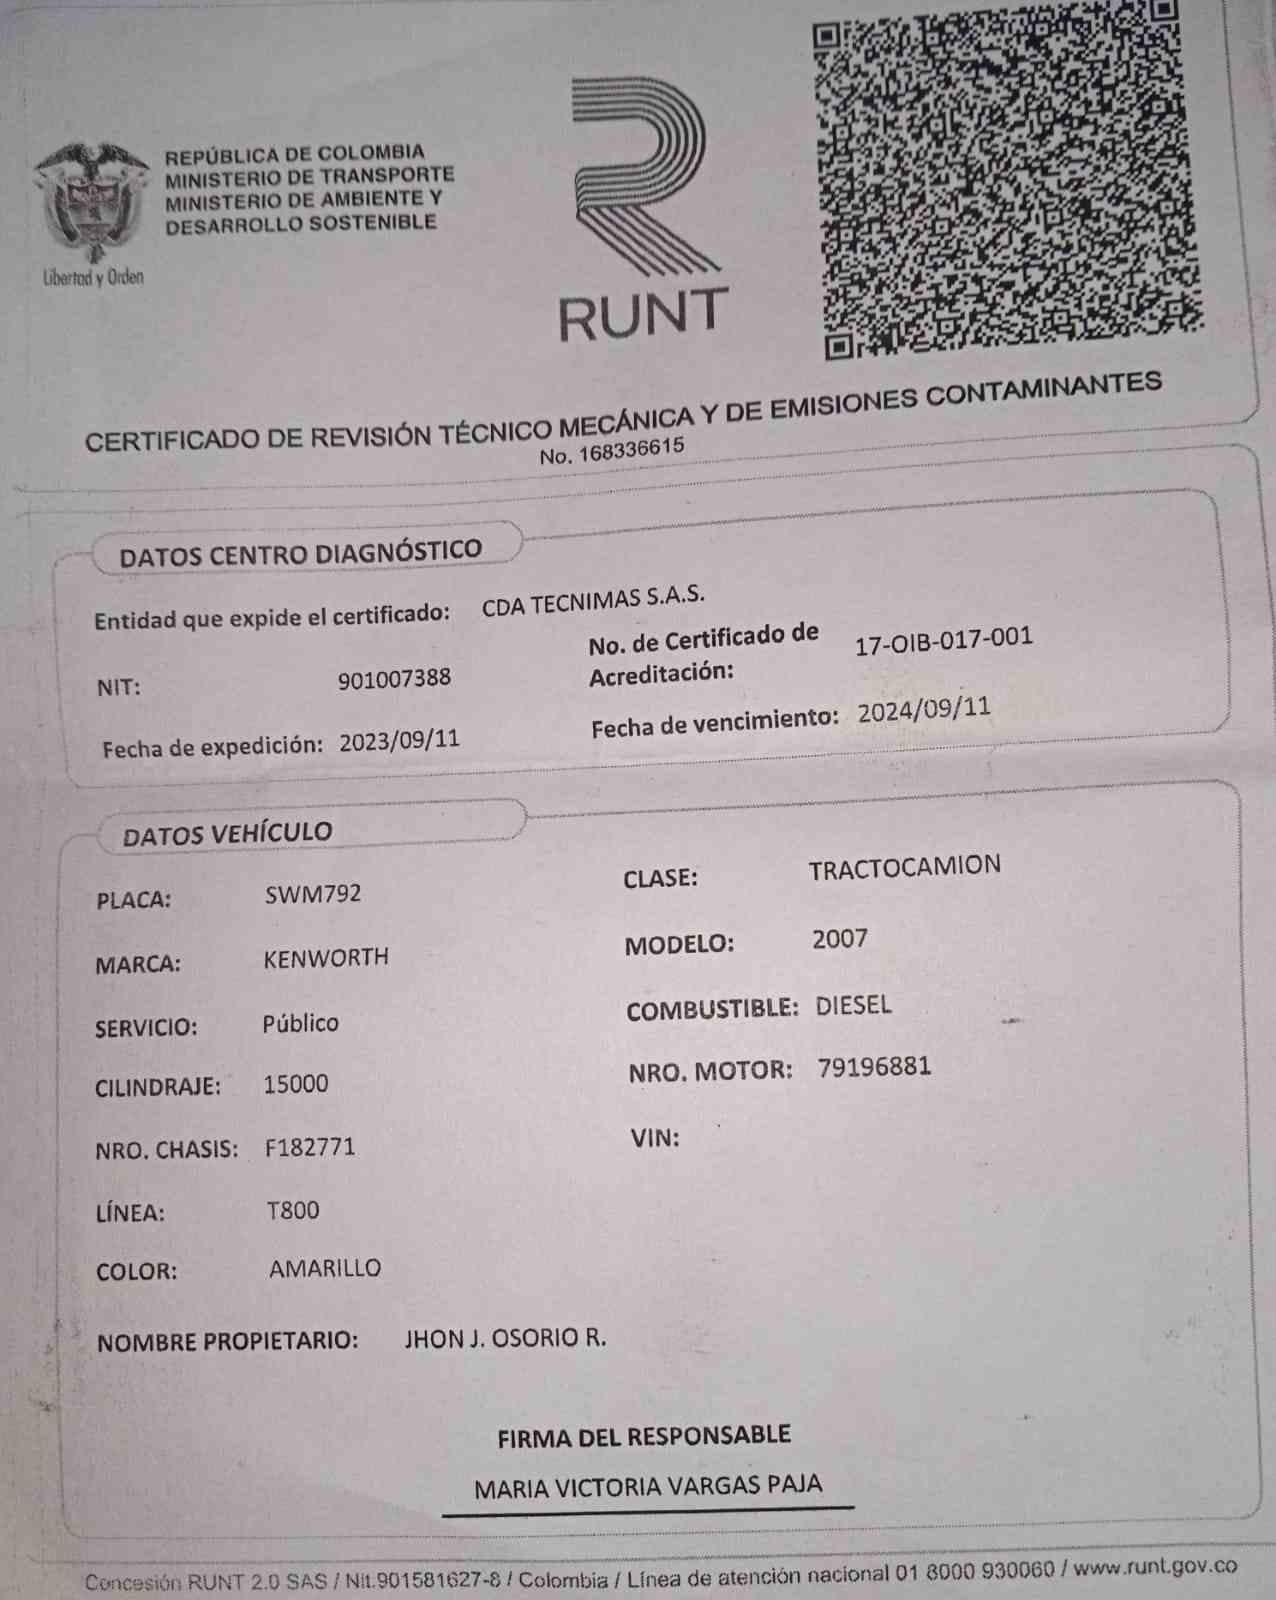 REPÚBLICA DE COLOMBIA
MINISTERIO DE TRANSPORTE
MINISTERIO DE AMBIENTE Y
DESARROLLO SOSTENIBLE
Libertad y Orden
RUNT
CERTIFICADO DE REVISIÓN TÉCNICO MECÁNICA Y DE EMISIONES CONTAMINANTES
No. 168336615
DATOS CENTRO DIAGNÓSTICO
Entidad que expide el certificado: CDA TECNIMAS S.A.S.
NIT: 901007388 No. de Certificado de Acreditación: 17-OIB-017-001
Fecha de expedición: 2023/09/11 Fecha de vencimiento: 2024/09/11
DATOS VEHÍCULO
PLACA: SWM792 CLASE: TRACTOCAMION
MARCA: KENWORTH MODELO: 2007
SERVICIO: Público COMBUSTIBLE: DIESEL
CILINDRAJE: 15000 NRO. MOTOR: 79196881
NRO. CHASIS: F182771 VIN:
LÍNEA: T800
COLOR: AMARILLO
NOMBRE PROPIETARIO: JHON J. OSORIO R.
FIRMA DEL RESPONSABLE
MARIA VICTORIA VARGAS PAJA
Concesión RUNT 2.0 SAS / Nit.901581627-8 / Colombia / Línea de atención nacional 01 8000 930060 / www.runt.gov.co